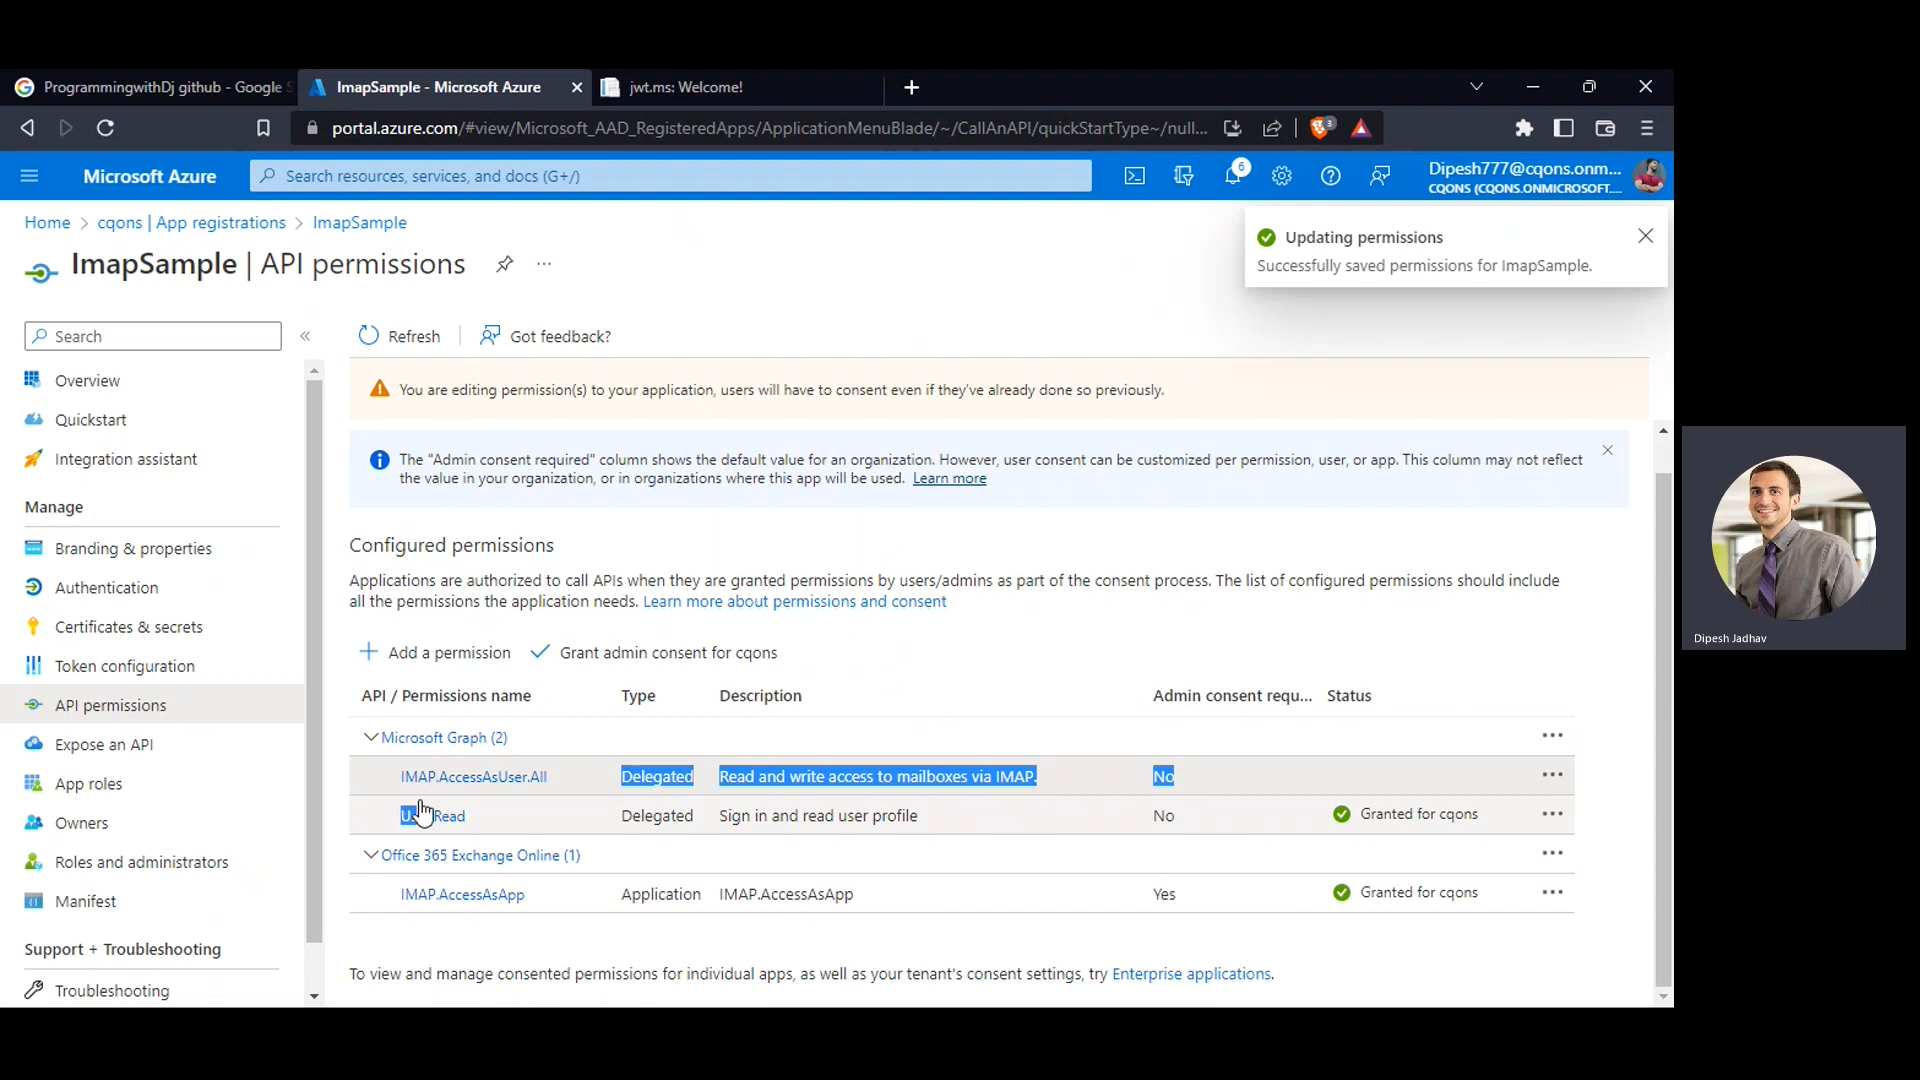 ProgrammingwithDj github - Google S
ImapSample - Microsoft Azure
jwt.ms: Welcome!
portal.azure.com/#view/Microsoft_AAD_RegisteredApps/ApplicationMenuBlade/~/CallAnAPI/quickStartType~/null...
3
Microsoft Azure
Search resources, services, and docs (G+/)
6
Dipesh777@cqons.onm...
CQONS (CQONS.ONMICROSOFT....
Home > cqons | App registrations > ImapSample
ImapSample | API permissions
...
Updating permissions
Successfully saved permissions for ImapSample.
Search
«
Refresh
Got feedback?
You are editing permission(s) to your application, users will have to consent even if they've already done so previously.
The "Admin consent required" column shows the default value for an organization. However, user consent can be customized per permission, user, or app. This column may not reflect
the value in your organization, or in organizations where this app will be used. Learn more
Overview
Quickstart
Integration assistant
Manage
Branding & properties
Authentication
Certificates & secrets
Token configuration
API permissions
Expose an API
App roles
Owners
Roles and administrators
Manifest
Support + Troubleshooting
Troubleshooting
Configured permissions
Applications are authorized to call APIs when they are granted permissions by users/admins as part of the consent process. The list of configured permissions should include
all the permissions the application needs. Learn more about permissions and consent
Add a permission
Grant admin consent for cqons
API / Permissions name Type Description Admin consent requ... Status
Microsoft Graph (2) ...
IMAP.AccessAsUser.All Delegated Read and write access to mailboxes via IMAP. No ...
Read Delegated Sign in and read user profile No Granted for cqons ...
Office 365 Exchange Online (1) ...
IMAP.AccessAsApp Application IMAP.AccessAsApp Yes Granted for cqons ...
To view and manage consented permissions for individual apps, as well as your tenant's consent settings, try Enterprise applications.
Dipesh Jadhav